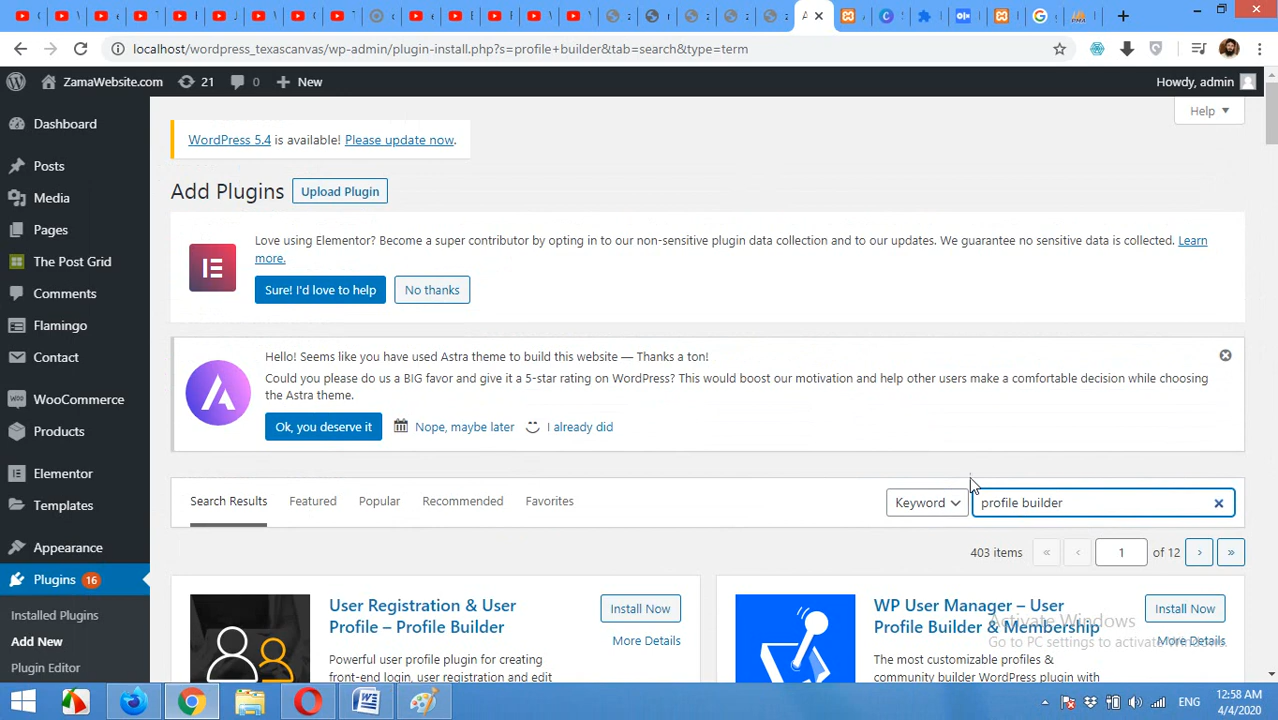 localhost/wordpress_texascanvas/wp-admin/plugin-install.php?s=profile+builder&tab=search&type=term
ZamaWebsite.com 21 0 New Howdy, admin
Help
Dashboard
Posts
Media
Pages
The Post Grid
Comments
Flamingo
Contact
WooCommerce
Products
Elementor
Templates
Appearance
Plugins 16
Installed Plugins
Add New
Plugin Editor
WordPress 5.4 is available! Please update now.
Add Plugins Upload Plugin
Love using Elementor? Become a super contributor by opting in to our non-sensitive plugin data collection and to our updates. We guarantee no sensitive data is collected. Learn
more.
Sure! I'd love to help No thanks
Hello! Seems like you have used Astra theme to build this website — Thanks a ton!
Could you please do us a BIG favor and give it a 5-star rating on WordPress? This would boost our motivation and help other users make a comfortable decision while choosing
the Astra theme.
Ok, you deserve it Nope, maybe later I already did
Search Results Featured Popular Recommended Favorites Keyword profile builder
403 items « ‹ 1 of 12 › »
User Registration & User
Profile – Profile Builder
Install Now
More Details
Powerful user profile plugin for creating
front-end login, user registration and edit
WP User Manager – User
Profile Builder & Membership
Install Now
More Details
The most customizable profiles &
community builder WordPress plugin with
Activate Windows
Go to PC settings to activate Windows.
ENG
12:58 AM
4/4/2020